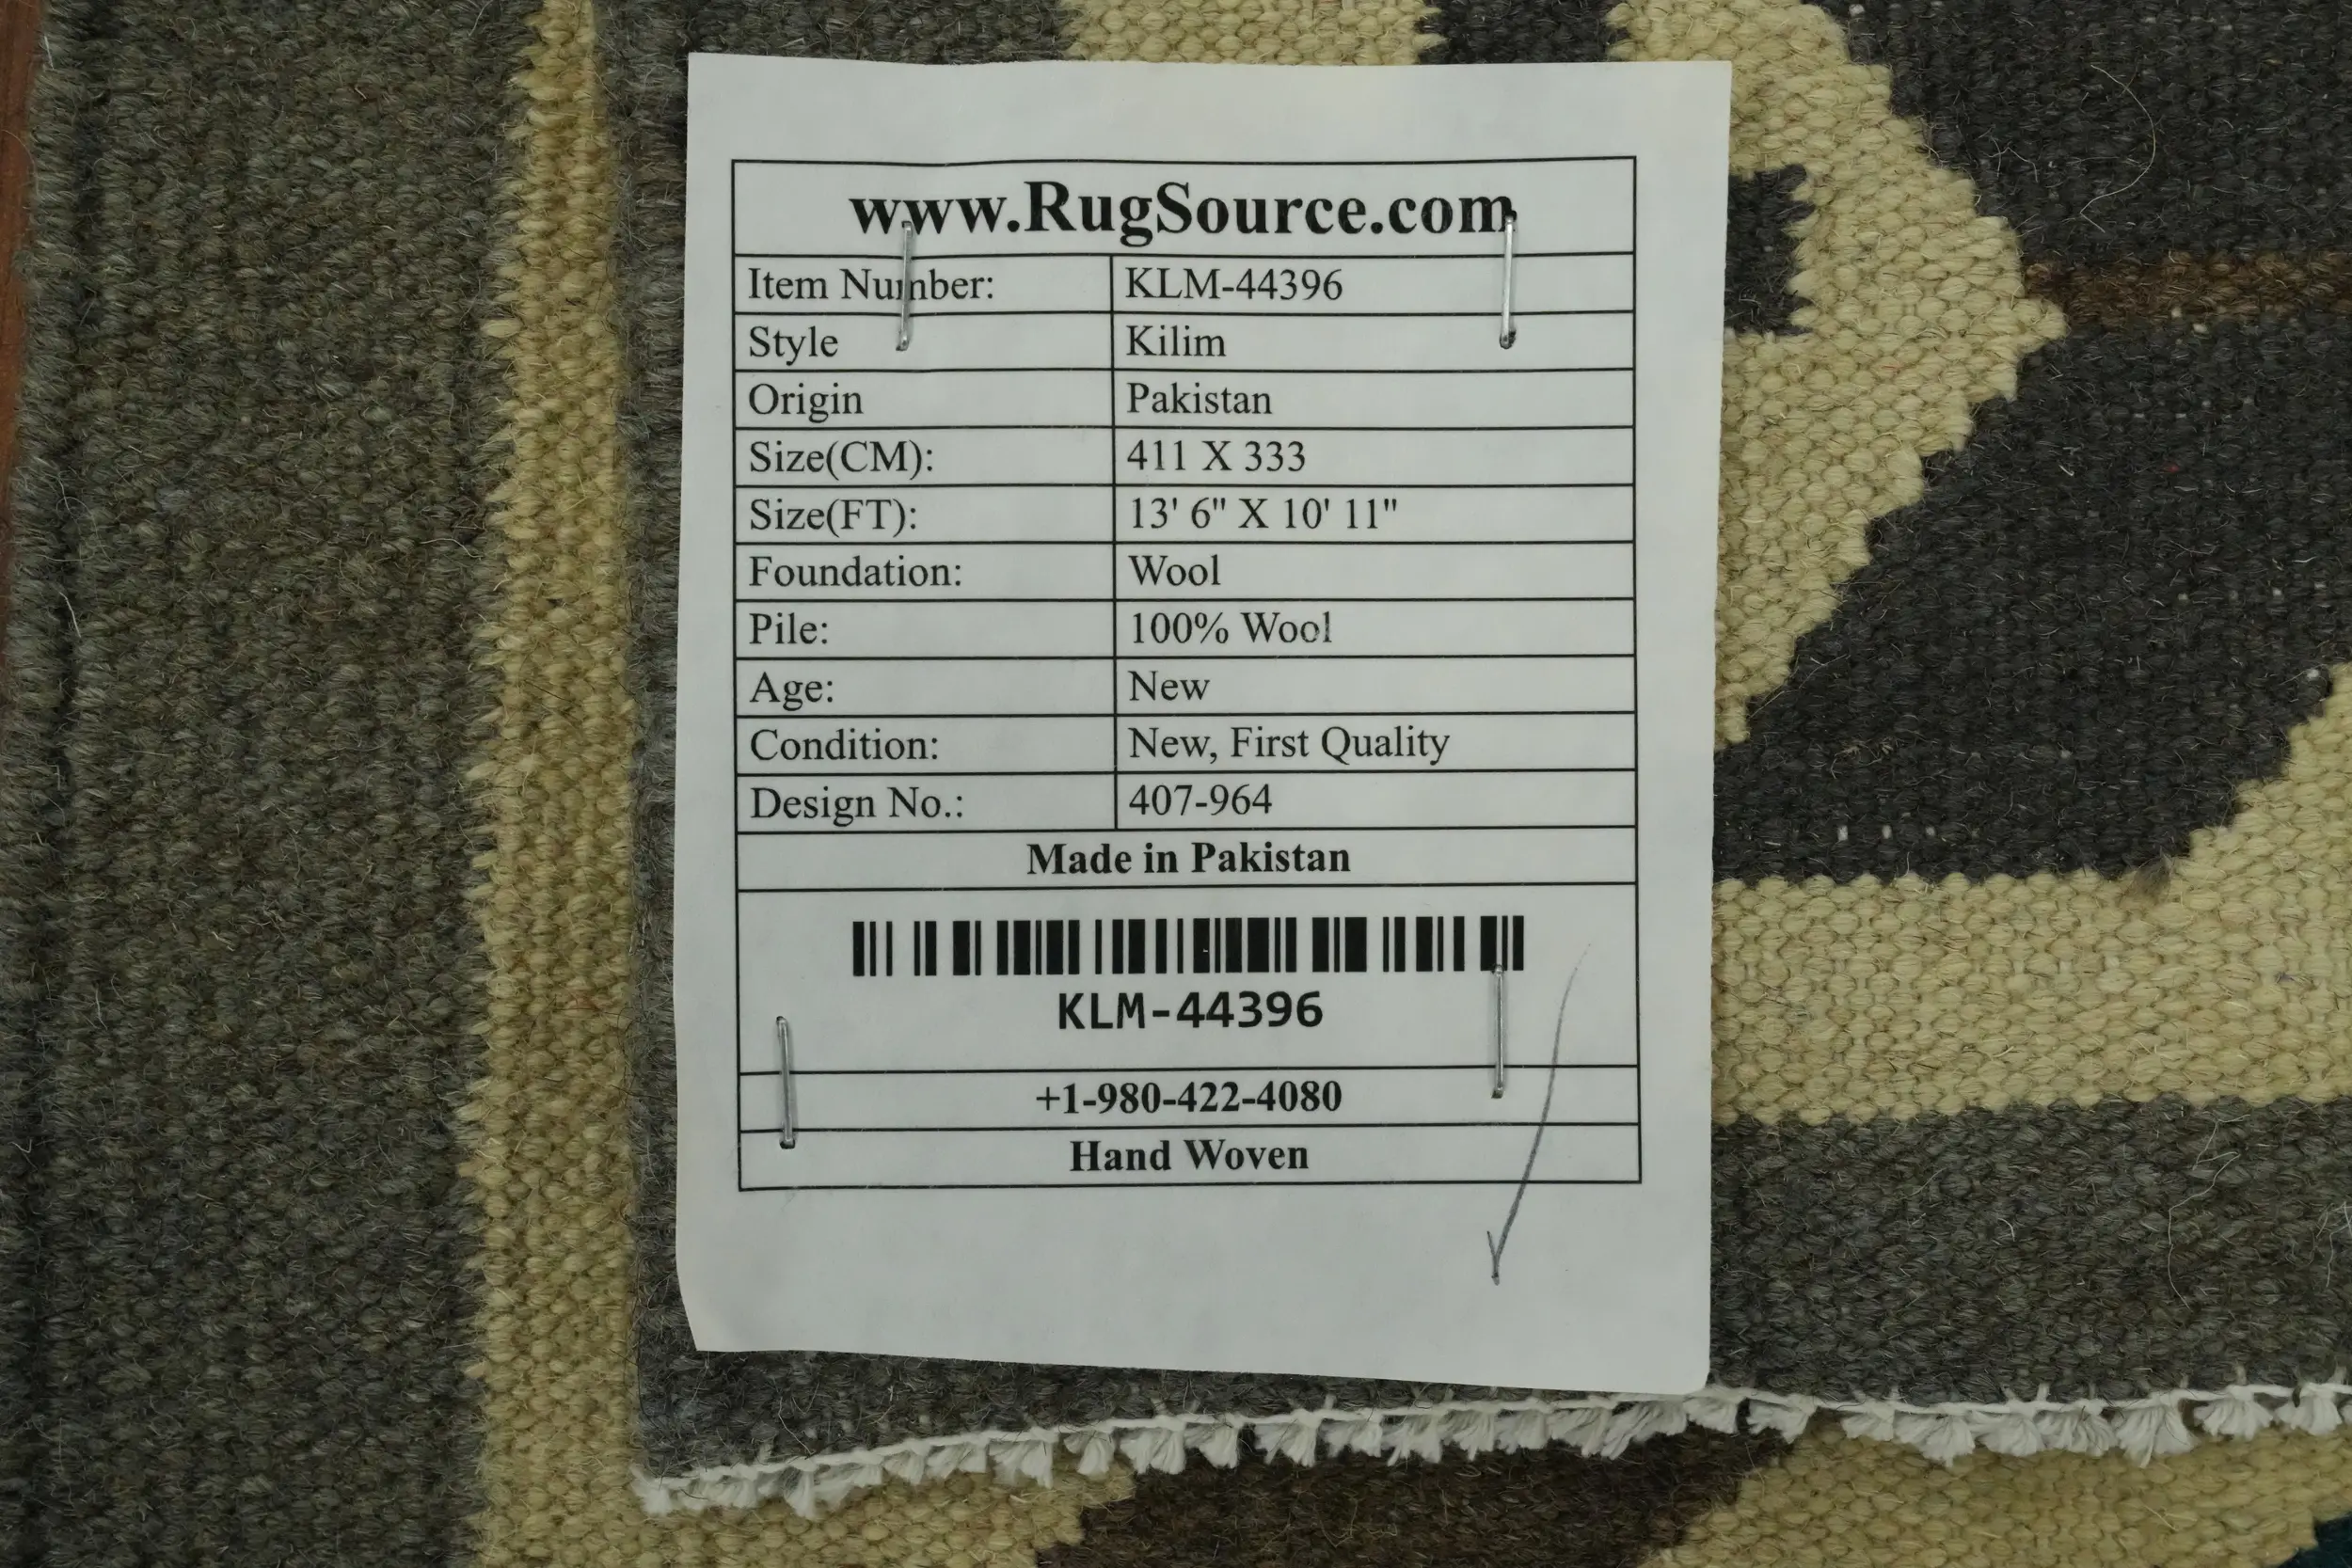 www.RugSource.com
Item Number: KLM-44396
Style Kilim
Origin Pakistan
Size(CM): 411 X 333
Size(FT): 13' 6" X 10' 11"
Foundation: Wool
Pile: 100% Wool
Age: New
Condition: New, First Quality
Design No.: 407-964
Made in Pakistan
KLM-44396
+1-980-422-4080
Hand Woven